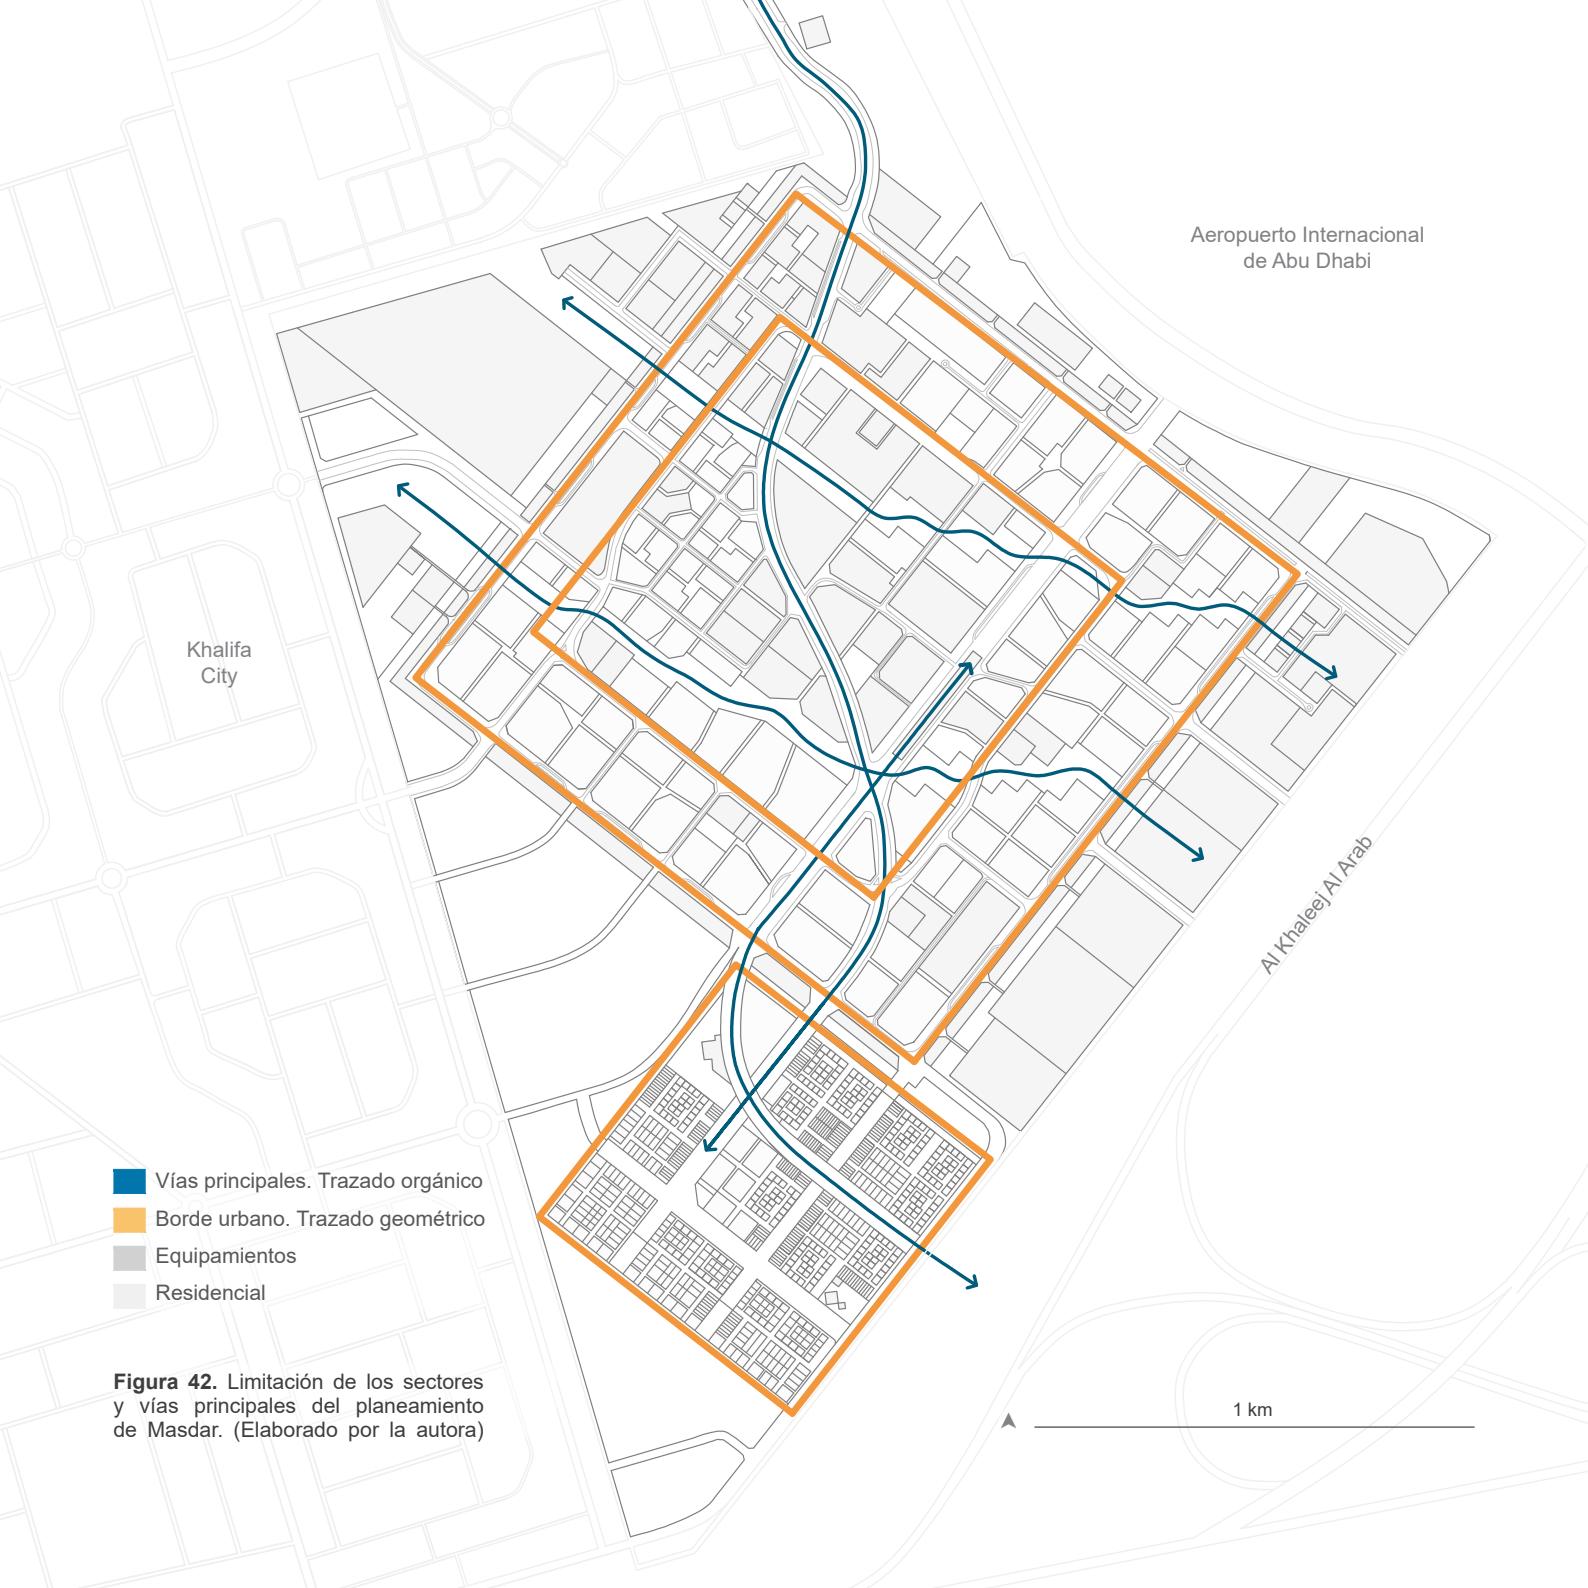 Aeropuerto Internacional
de Abu Dhabi
Khalifa
City
Al Khaleej Al Arab
Vías principales. Trazado orgánico
Borde urbano. Trazado geométrico
Equipamientos
Residencial
Figura 42. Limitación de los sectores
y vías principales del planeamiento
de Masdar. (Elaborado por la autora)
1 km